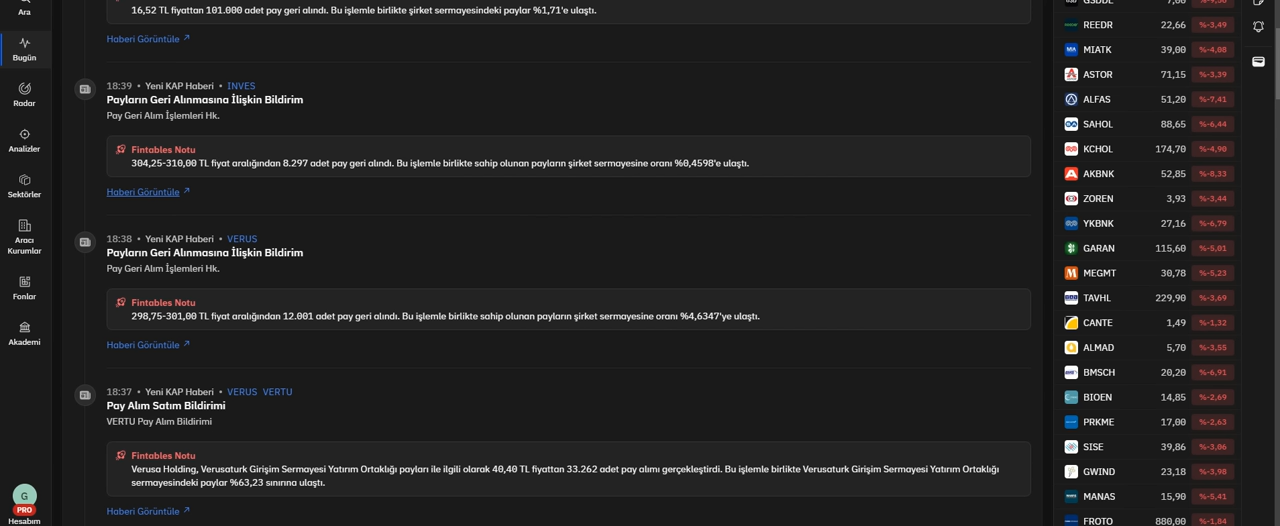 Ara
Bugün
Radar
Analizler
Sektörler
Aracı
Kurumlar
Fonlar
Akademi
G
PRO
Hesabım
16,52 TL fiyattan 101.000 adet pay geri alındı. Bu işlemle birlikte şirket sermayesindeki paylar %1,71'e ulaştı.
Haberi Görüntüle
18:39 • Yeni KAP Haberi • INVES
Payların Geri Alınmasına İlişkin Bildirim
Pay Geri Alım İşlemleri Hk.
Fintables Notu
304,25-310,00 TL fiyat aralığından 8.297 adet pay geri alındı. Bu işlemle birlikte sahip olunan payların şirket sermayesine oranı %0,4598'e ulaştı.
Haberi Görüntüle
18:38 • Yeni KAP Haberi • VERUS
Payların Geri Alınmasına İlişkin Bildirim
Pay Geri Alım İşlemleri Hk.
Fintables Notu
298,75-301,00 TL fiyat aralığından 12.001 adet pay geri alındı. Bu işlemle birlikte sahip olunan payların şirket sermayesine oranı %4,6347'ye ulaştı.
Haberi Görüntüle
18:37 • Yeni KAP Haberi • VERUS VERTU
Pay Alım Satım Bildirimi
VERTU Pay Alım Bildirimi
Fintables Notu
Verusa Holding, Verusaturk Girişim Sermayesi Yatırım Ortaklığı payları ile ilgili olarak 40,40 TL fiyattan 33.262 adet pay alımı gerçekleştirdi. Bu işlemle birlikte Verusaturk Girişim Sermayesi Yatırım Ortaklığı
sermayesindeki paylar %63,23 sınırına ulaştı.
Haberi Görüntüle
REEDR 22,66 %-3,49
MIATK 39,00 %-4,08
ASTOR 71,15 %-3,39
ALFAS 51,20 %-7,41
SAHOL 88,65 %-6,44
KCHOL 174,70 %-4,90
AKBNK 52,85 %-8,33
ZOREN 3,93 %-3,44
YKBNK 27,16 %-6,79
GARAN 115,60 %-5,01
MEGMT 30,78 %-5,23
TAVHL 229,90 %-3,69
CANTE 1,49 %-1,32
ALMAD 5,70 %-3,55
BMSCH 20,20 %-6,91
BIOEN 14,85 %-2,69
PRKME 17,00 %-2,63
SISE 39,86 %-3,06
GWIND 23,18 %-3,98
MANAS 15,90 %-5,41
FROTO 880,00 %-1,84